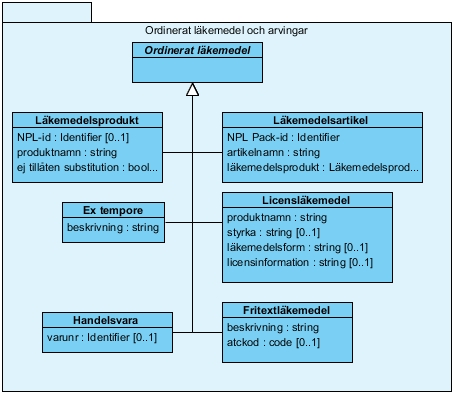 Ordinerat läkemedel och arvingar
Ordinerat läkemedel
Läkemedelsprodukt
NPL-id : Identifier [0..1]
produktnamn : string
ej tillåten substitution : bool...
Läkemedelsartikel
NPL Pack-id : Identifier
artikelnamn : string
läkemedelsprodukt : Läkemedelsprod...
Ex tempore
beskrivning : string
Licensläkemedel
produktnamn : string
styrka : string [0..1]
läkemedelsform : string [0..1]
licensinformation : string [0..1]
Handelsvara
varunr : Identifier [0..1]
Fritextläkemedel
beskrivning : string
atckod : code [0..1]